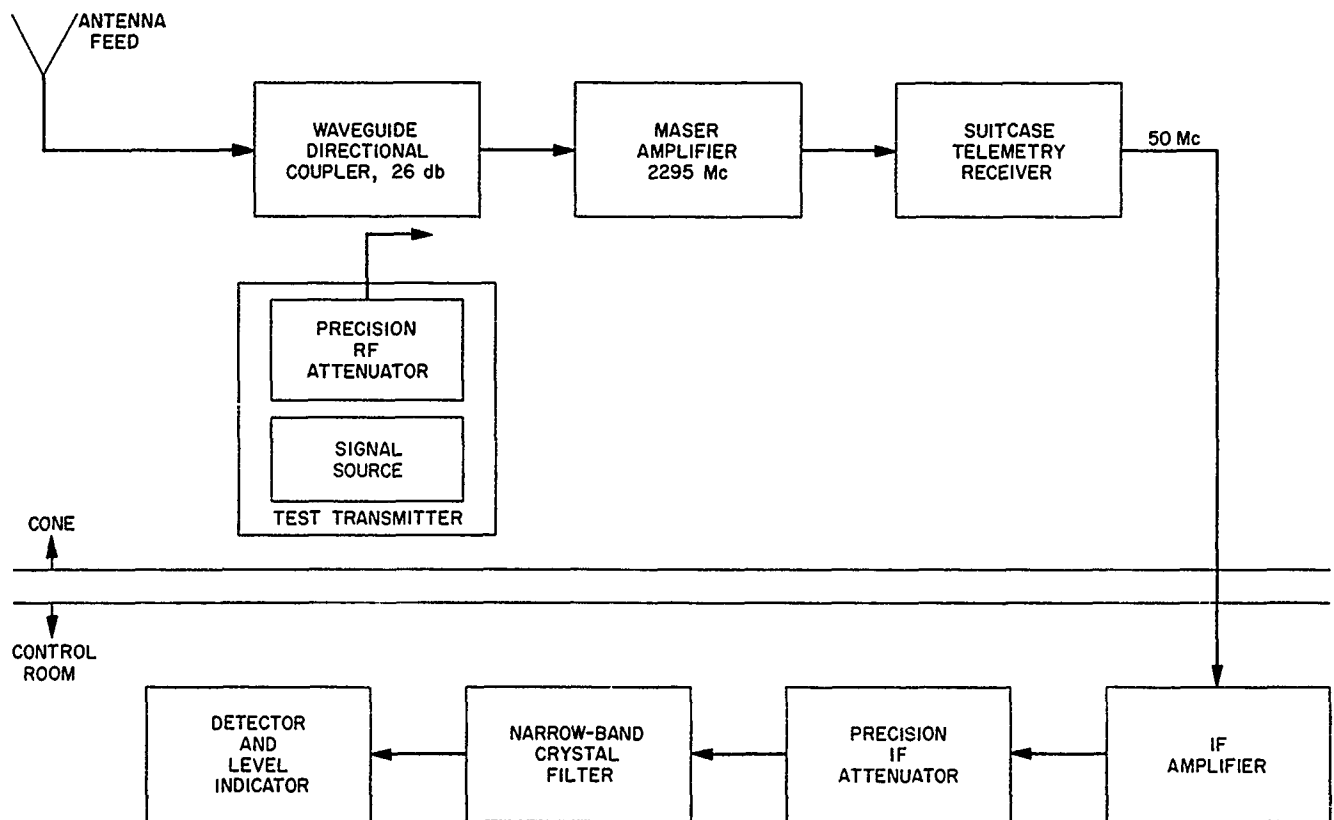 ANTENNA
FEED
WAVEGUIDE
DIRECTIONAL
COUPLER, 26 db
MASER
AMPLIFIER
2295 Mc
SUITCASE
TELEMETRY
RECEIVER
50 Mc
PRECISION
RF
ATTENUATOR
SIGNAL
SOURCE
TEST TRANSMITTER
CONE
CONTROL
ROOM
DETECTOR
AND
LEVEL
INDICATOR
NARROW-BAND
CRYSTAL
FILTER
PRECISION
IF
ATTENUATOR
IF
AMPLIFIER